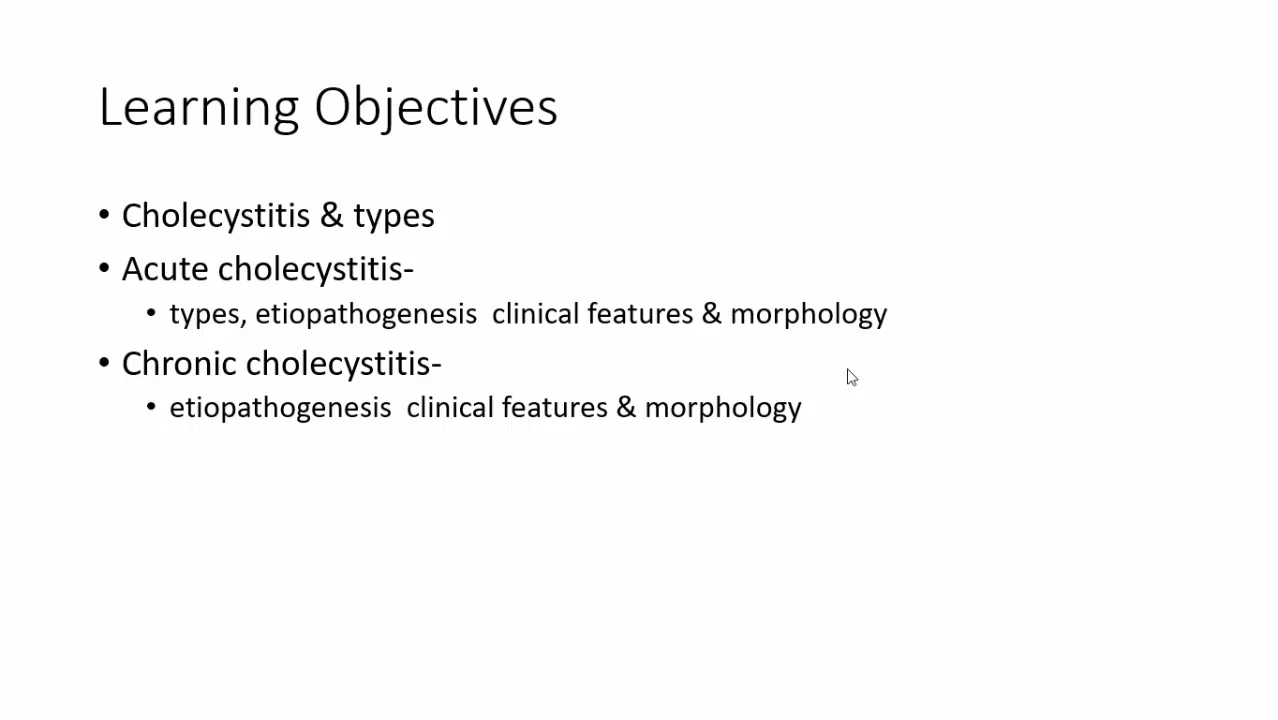 Learning Objectives
• Cholecystitis & types
• Acute cholecystitis-
• types, etiopathogenesis  clinical features & morphology
• Chronic cholecystitis-
• etiopathogenesis  clinical features & morphology